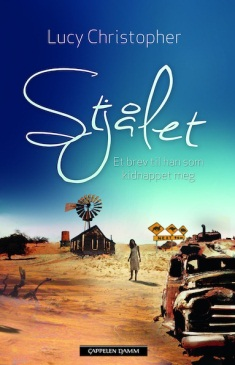 Lucy Christopher
Stjålet
Et brev til han som
kidnappet meg
CAPPELEN DAMM